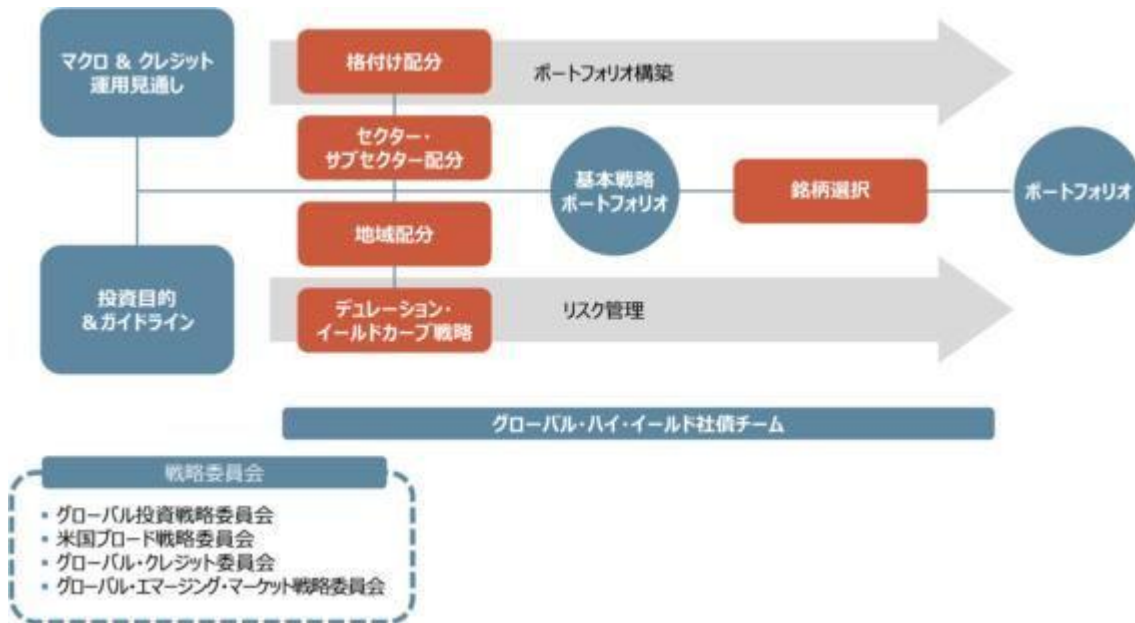 マクロ & クレジット
運用見通し
格付け配分
ポートフォリオ構築
セクター・
サブセクター配分
基本戦略
ポートフォリオ
銘柄選択
ポートフォリオ
地域配分
投資目的
&ガイドライン
デュレーション・
イールドカーブ戦略
リスク管理
グローバル・ハイ・イールド社債チーム
戦略委員会
▪ グローバル投資戦略委員会
▪ 米国ブロード戦略委員会
▪ グローバル・クレジット委員会
▪ グローバル・エマージング・マーケット戦略委員会